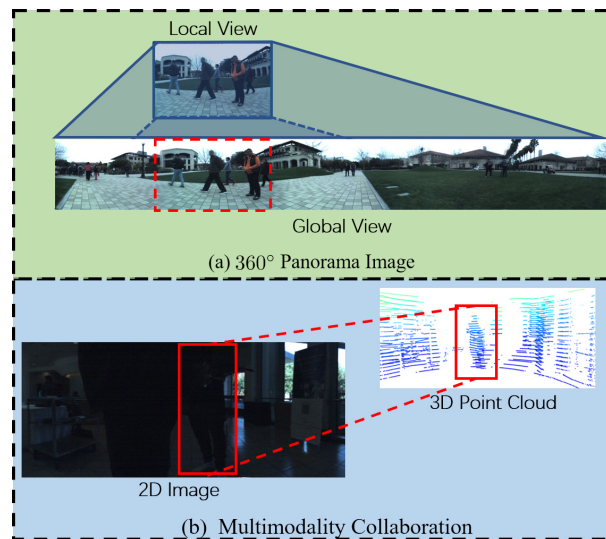 Local View
Global View
(a) 360° Panorama Image
3D Point Cloud
2D Image
(b) Multimodality Collaboration